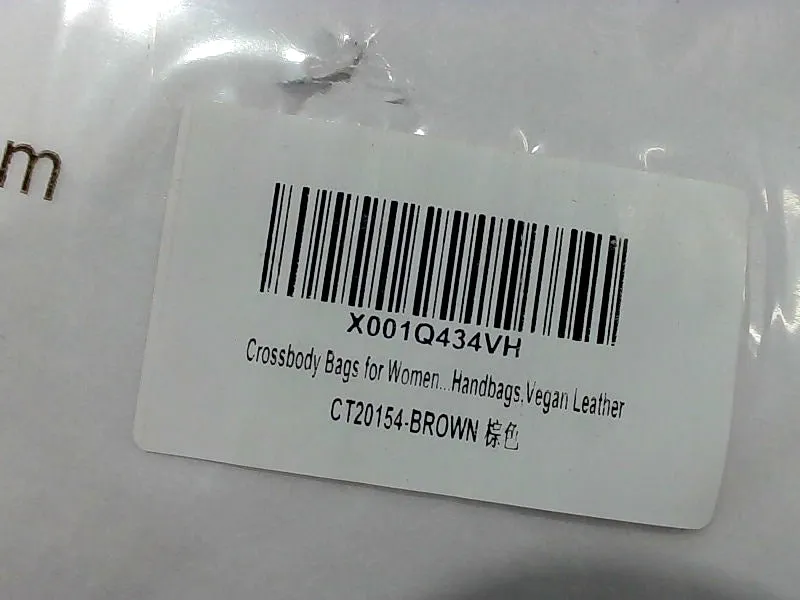 m
X001Q434VH
Crossbody Bags for Women...Handbags,Vegan Leather
CT20154-BROWN 棕色